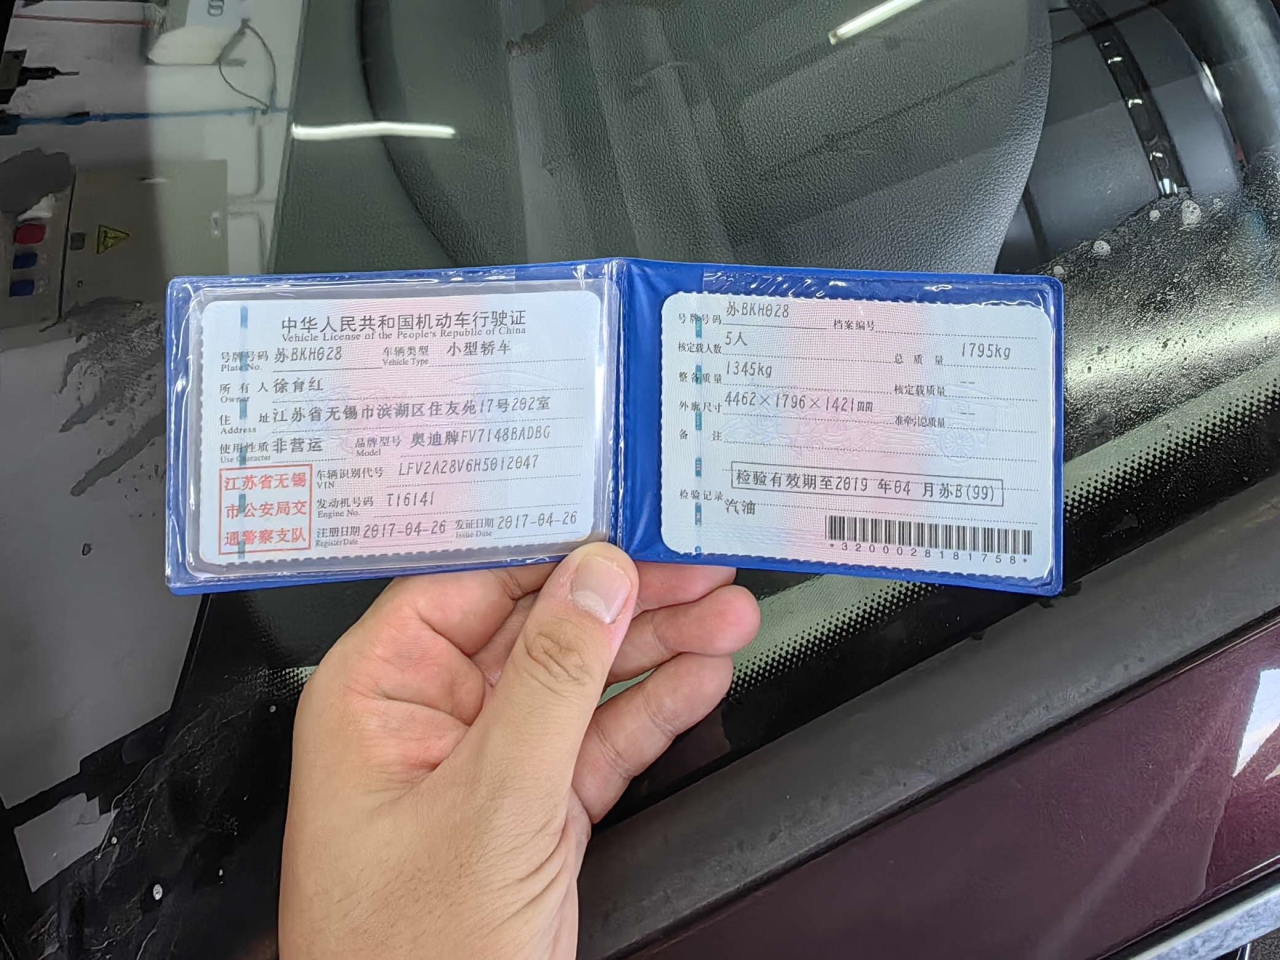 中华人民共和国机动车行驶证
Vehicle License of the People's Republic of China
号牌号码 苏BKH028 车辆类型 小型轿车
Plate No. Vehicle Type
所有人 徐育红
Owner
住址 江苏省无锡市滨湖区住友苑17号202室
Address
使用性质 非营运 品牌型号 奥迪牌FV7148BADBG
Use Character Model
江苏省无锡
市公安局交
通警察支队
车辆识别代号 LFV2A28V6H5012047
VIN
发动机号码 T16141
Engine No.
注册日期 2017-04-26 发证日期 2017-04-26
Register Date Issue Date
号牌号码 苏BKH028 档案编号
核定载人数 5人 总质量 1795kg
整备质量 1345kg 核定载质量 --
外廓尺寸 4462×1796×1421mm 准牵引总质量 --
备注
检验有效期至2019 年04 月苏B(99)
检验记录
汽油
*3200028181758*